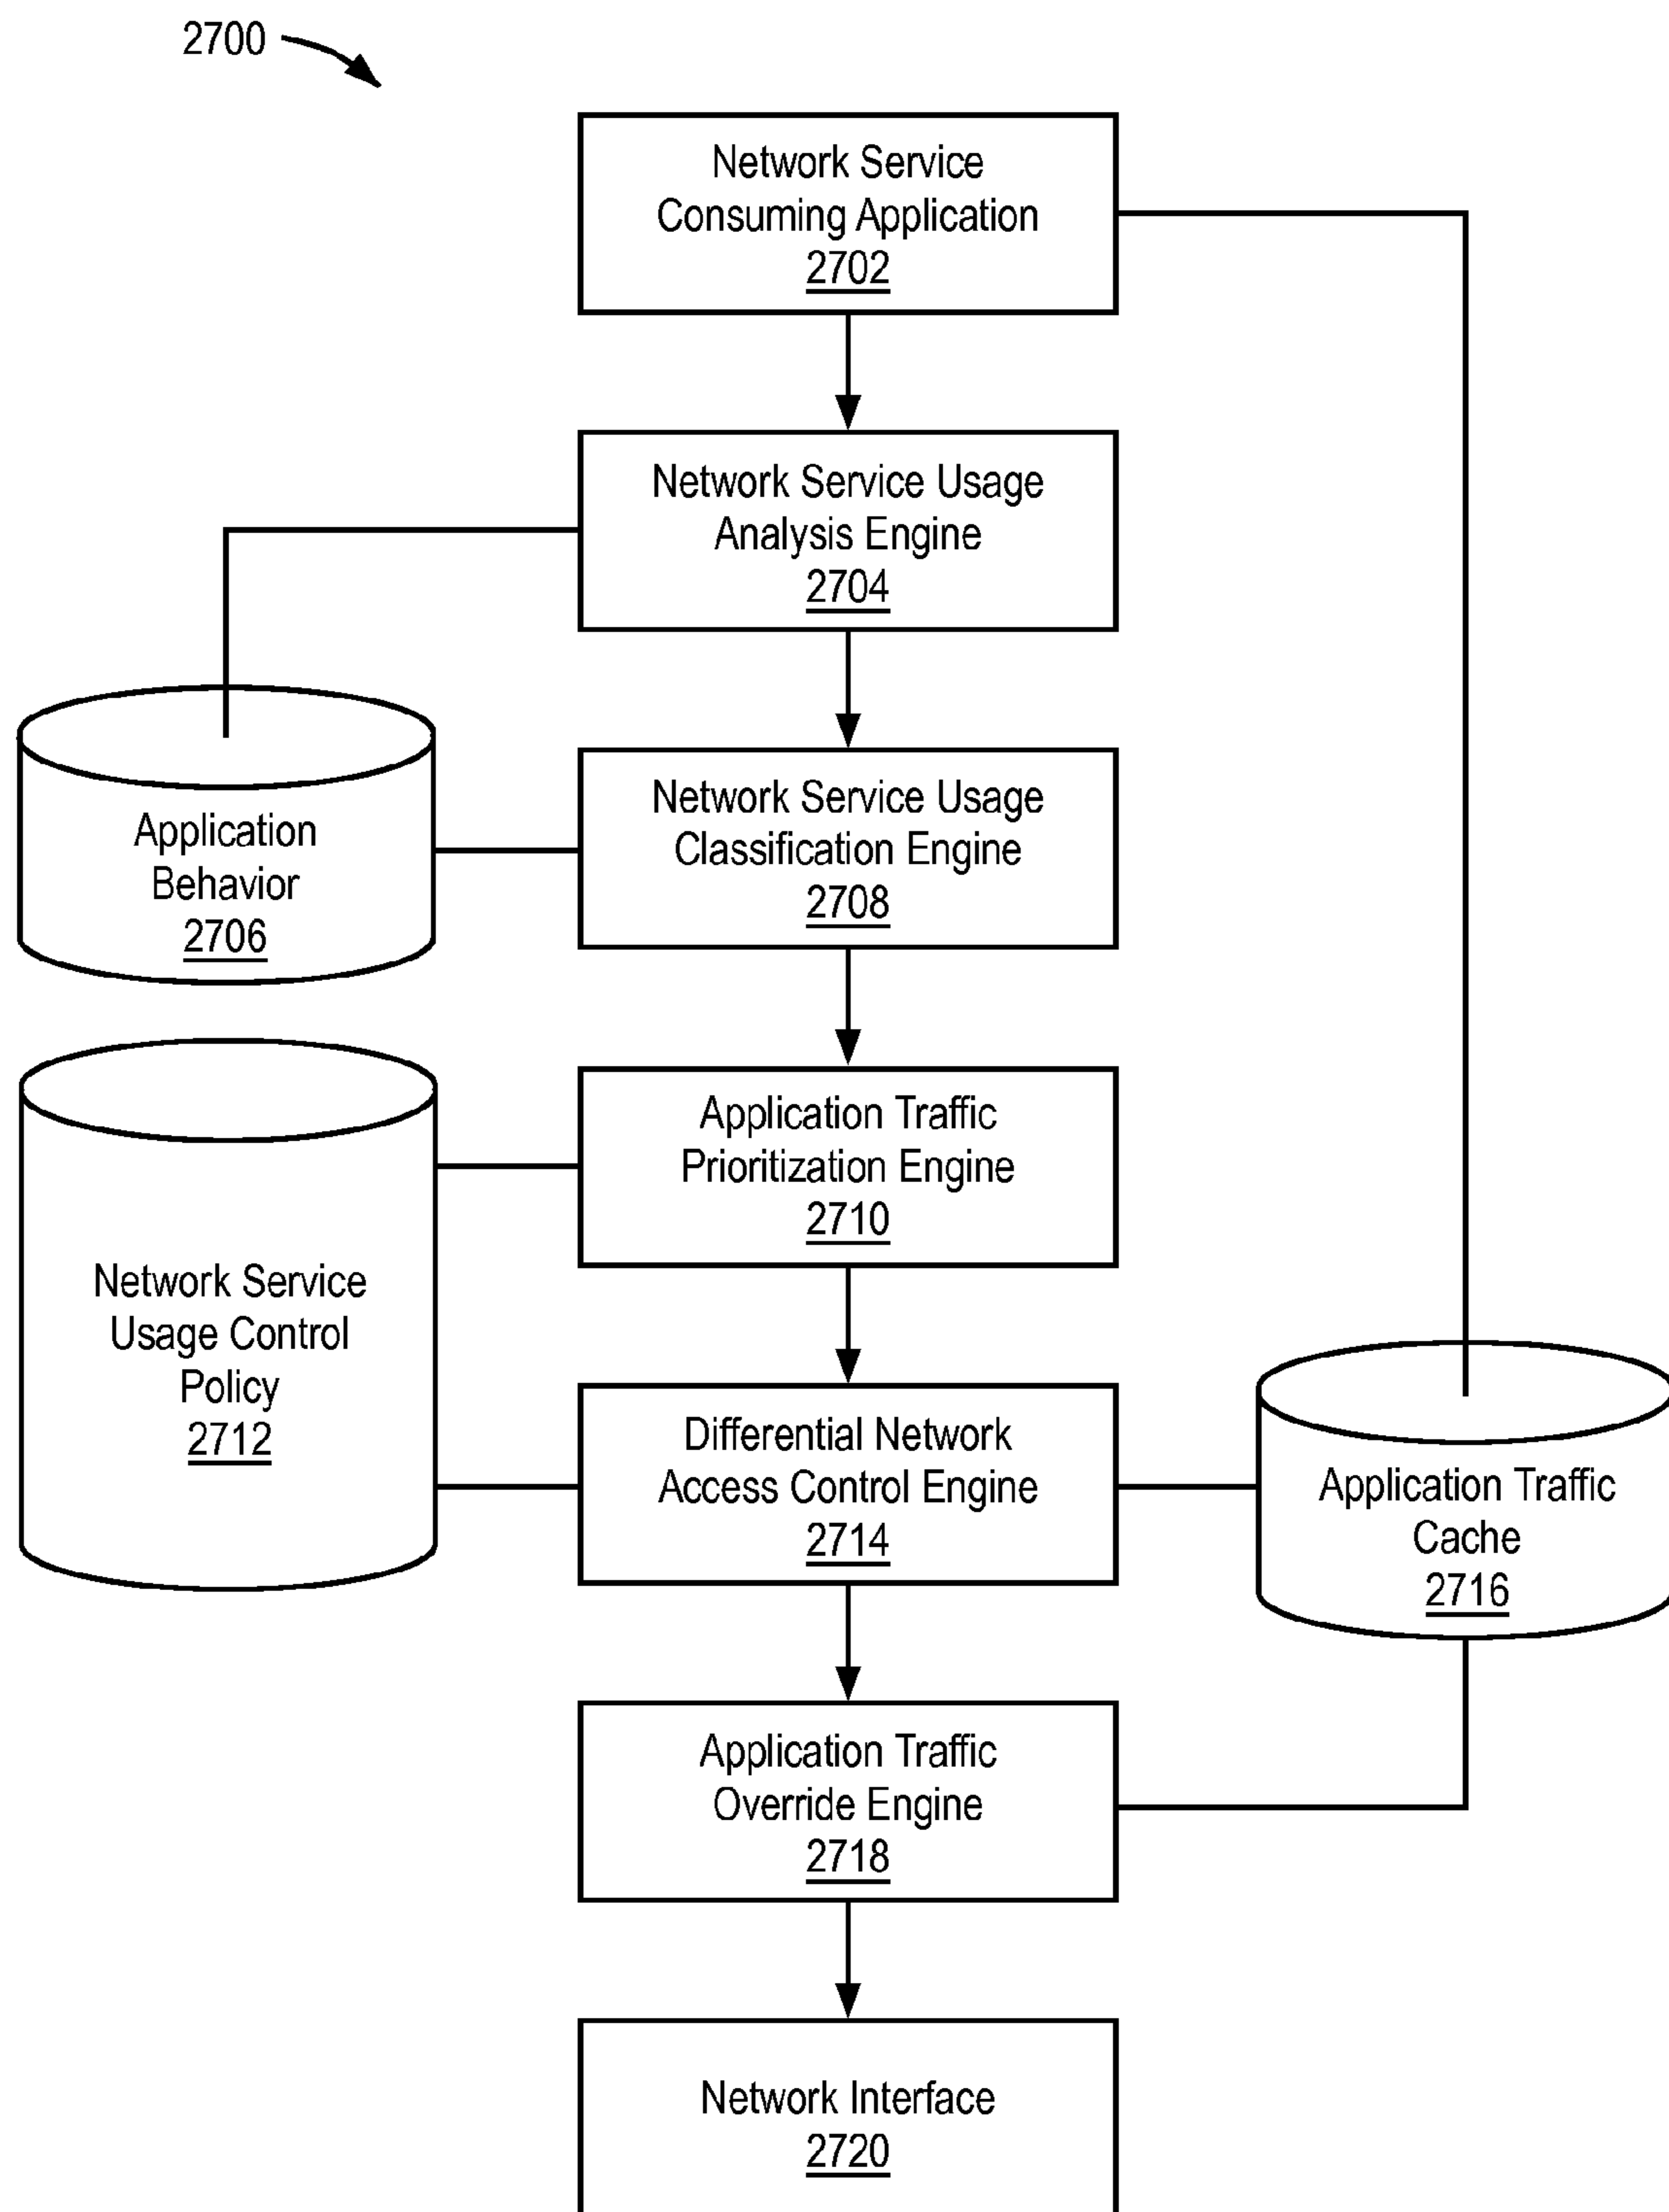 2700
Network Service
Consuming Application
2702
Network Service Usage
Analysis Engine
2704
Application
Behavior
2706
Network Service Usage
Classification Engine
2708
Application Traffic
Prioritization Engine
2710
Network Service
Usage Control
Policy
2712
Differential Network
Access Control Engine
2714
Application Traffic
Cache
2716
Application Traffic
Override Engine
2718
Network Interface
2720